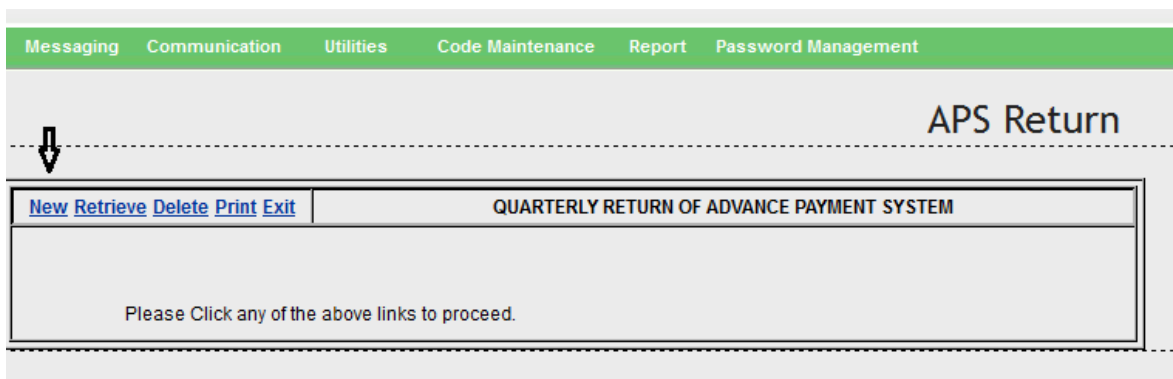 Messaging Communication Utilities Code Maintenance Report Password Management
APS Return
New Retrieve Delete Print Exit QUARTERLY RETURN OF ADVANCE PAYMENT SYSTEM
Please Click any of the above links to proceed.